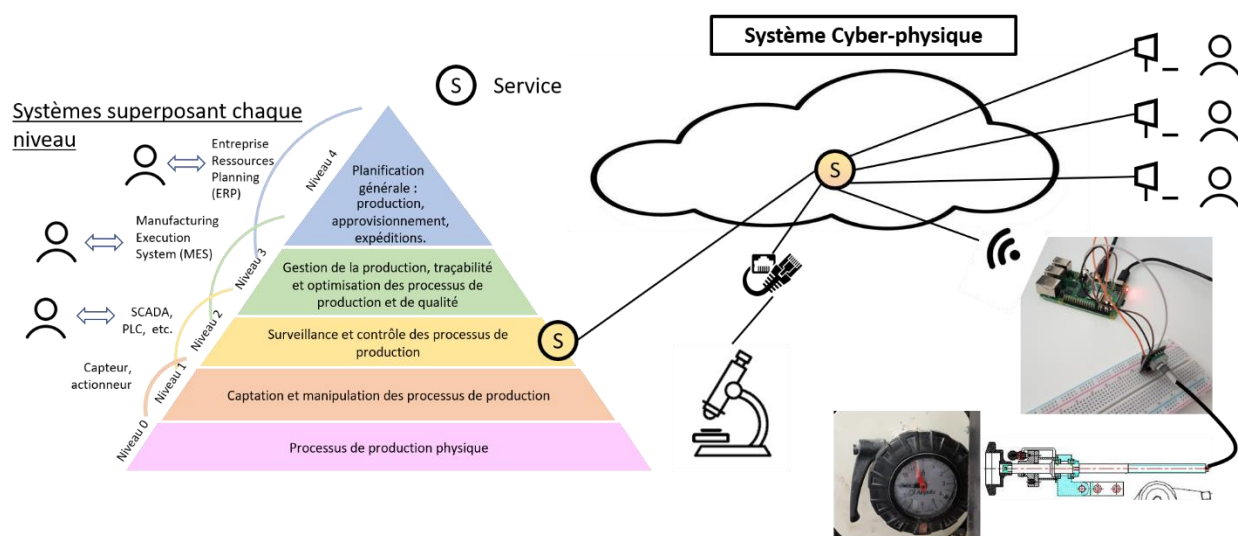 Système Cyber-physique
S Service
Systèmes superposant chaque
niveau
Entreprise
Ressources
Planning
(ERP)
Manufacturing
Execution
System (MES)
SCADA,
PLC, etc.
Capteur,
actionneur
Niveau 4
Niveau 3
Niveau 2
Niveau 1
Niveau 0
Planification
générale :
production,
approvisionnement,
expéditions.
Gestion de la production, traçabilité
et optimisation des processus de
production et de qualité
Surveillance et contrôle des processus de
production
S
Captation et manipulation des processus de production
Processus de production physique
S